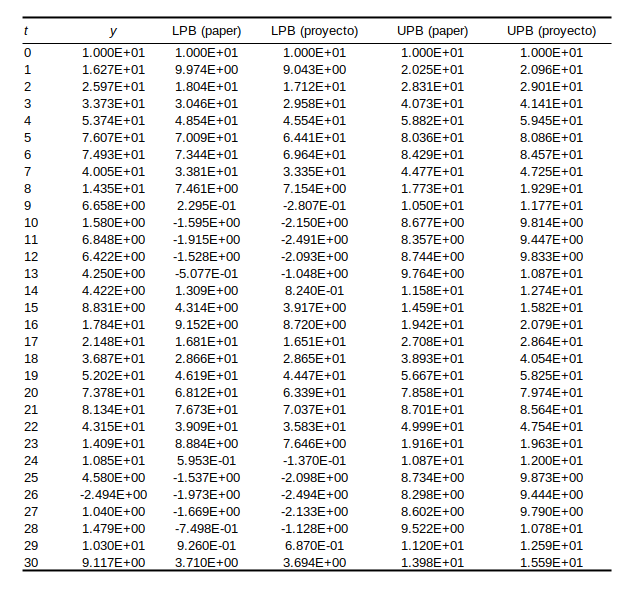 t y LPB (paper) LPB (proyecto) UPB (paper) UPB (proyecto)
0 1.000E+01 1.000E+01 1.000E+01 1.000E+01 1.000E+01
1 1.627E+01 9.974E+00 9.043E+00 2.025E+01 2.096E+01
2 2.597E+01 1.804E+01 1.712E+01 2.831E+01 2.901E+01
3 3.373E+01 3.046E+01 2.958E+01 4.073E+01 4.141E+01
4 5.374E+01 4.854E+01 4.554E+01 5.882E+01 5.945E+01
5 7.607E+01 7.009E+01 6.441E+01 8.036E+01 8.086E+01
6 7.493E+01 7.344E+01 6.964E+01 8.429E+01 8.457E+01
7 4.005E+01 3.381E+01 3.335E+01 4.477E+01 4.725E+01
8 1.435E+01 7.461E+00 7.154E+00 1.773E+01 1.929E+01
9 6.658E+00 2.295E-01 -2.807E-01 1.050E+01 1.177E+01
10 1.580E+00 -1.595E+00 -2.150E+00 8.677E+00 9.814E+00
11 6.848E+00 -1.915E+00 -2.491E+00 8.357E+00 9.447E+00
12 6.422E+00 -1.528E+00 -2.093E+00 8.744E+00 9.833E+00
13 4.250E+00 -5.077E-01 -1.048E+00 9.764E+00 1.087E+01
14 4.422E+00 1.309E+00 8.240E-01 1.158E+01 1.274E+01
15 8.831E+00 4.314E+00 3.917E+00 1.459E+01 1.582E+01
16 1.784E+01 9.152E+00 8.720E+00 1.942E+01 2.079E+01
17 2.148E+01 1.681E+01 1.651E+01 2.708E+01 2.864E+01
18 3.687E+01 2.866E+01 2.865E+01 3.893E+01 4.054E+01
19 5.202E+01 4.619E+01 4.447E+01 5.667E+01 5.825E+01
20 7.378E+01 6.812E+01 6.339E+01 7.858E+01 7.974E+01
21 8.134E+01 7.673E+01 7.037E+01 8.701E+01 8.564E+01
22 4.315E+01 3.909E+01 3.583E+01 4.999E+01 4.754E+01
23 1.409E+01 8.884E+00 7.646E+00 1.916E+01 1.963E+01
24 1.085E+01 5.953E-01 -1.370E-01 1.087E+01 1.200E+01
25 4.580E+00 -1.537E+00 -2.098E+00 8.734E+00 9.873E+00
26 -2.494E+00 -1.973E+00 -2.494E+00 8.298E+00 9.444E+00
27 1.040E+00 -1.669E+00 -2.133E+00 8.602E+00 9.790E+00
28 1.479E+00 -7.498E-01 -1.128E+00 9.522E+00 1.078E+01
29 1.030E+01 9.260E-01 6.870E-01 1.120E+01 1.259E+01
30 9.117E+00 3.710E+00 3.694E+00 1.398E+01 1.559E+01